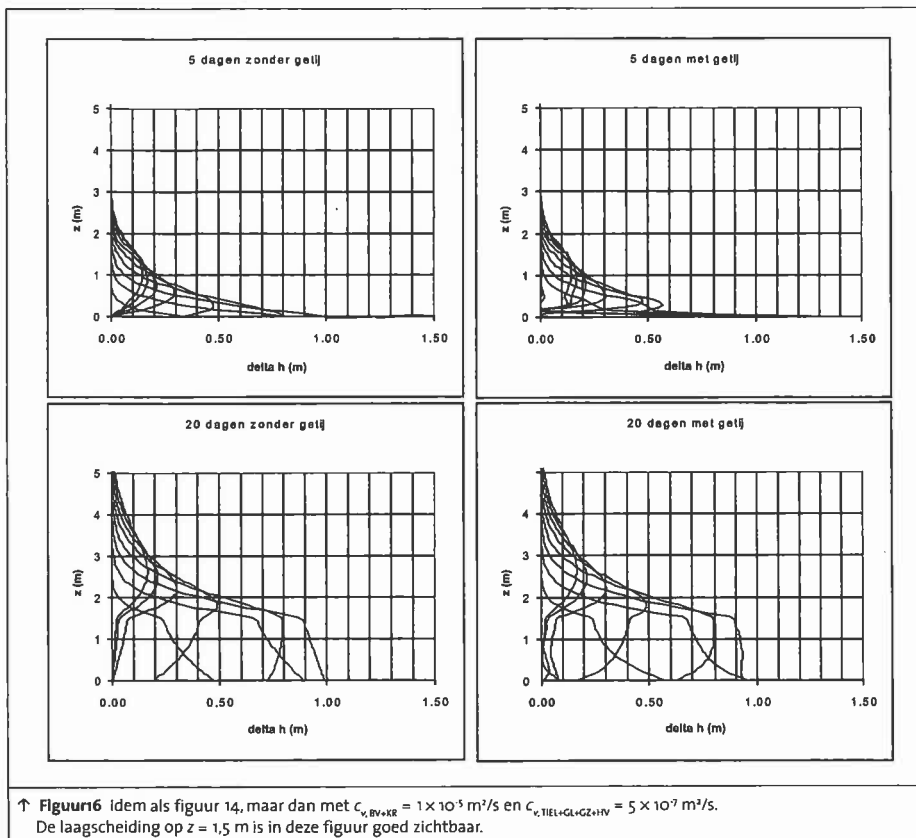 5 dagen zonder getij
5
4
3
2
1
0
z (m)
0.00
0.50
1.00
1.50
delta h (m)
5 dagen met getij
5
4
3
2
1
0
z (m)
0.00
0.50
1.00
1.50
delta h (m)
20 dagen zonder getij
5
4
3
2
1
0
z (m)
0.00
0.50
1.00
1.50
delta h (m)
20 dagen met getij
5
4
3
2
1
0
z (m)
0.00
0.50
1.00
1.50
delta h (m)
↑ Figuur16 Idem als figuur 14, maar dan met c_v,BV+KR = 1 × 10⁻⁵ m²/s en c_v,TIEL+GL+GZ+HV = 5 × 10⁻⁷ m²/s.
De laagscheiding op z = 1,5 m is in deze figuur goed zichtbaar.